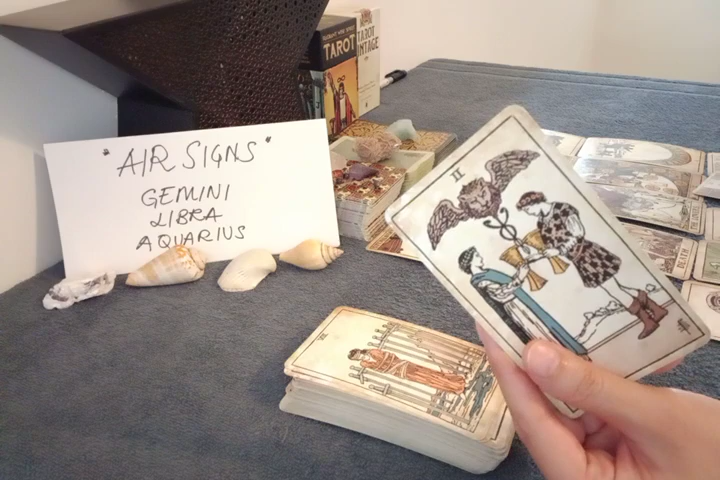 TAROT
TAROT
VINTAGE
"AIR SIGNS"
GEMINI
LIBRA
AQUARIUS
II